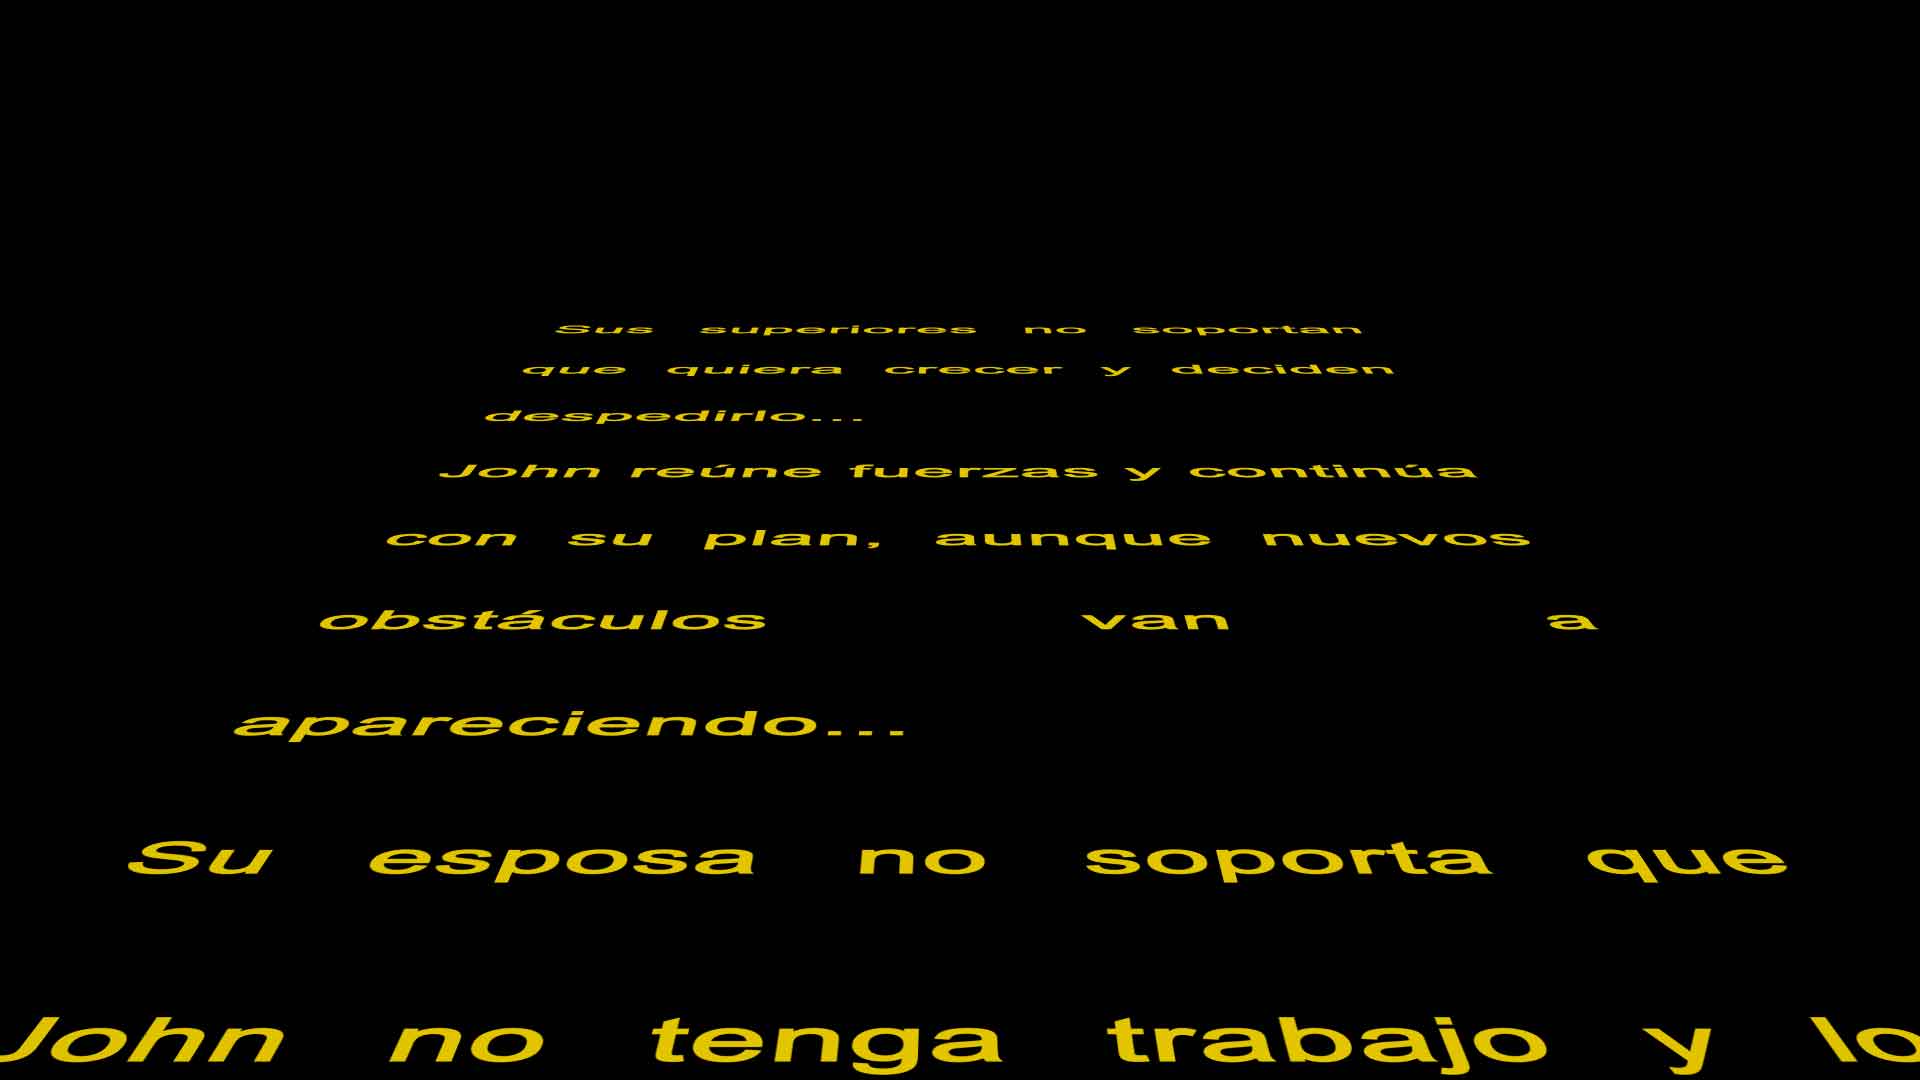 Sus superiores no soportan
que quiera crecer y deciden
despedirlo...
John reúne fuerzas y continúa
con su plan, aunque nuevos
obstáculos van a
apareciendo...
Su esposa no soporta que
John no tenga trabajo y lo